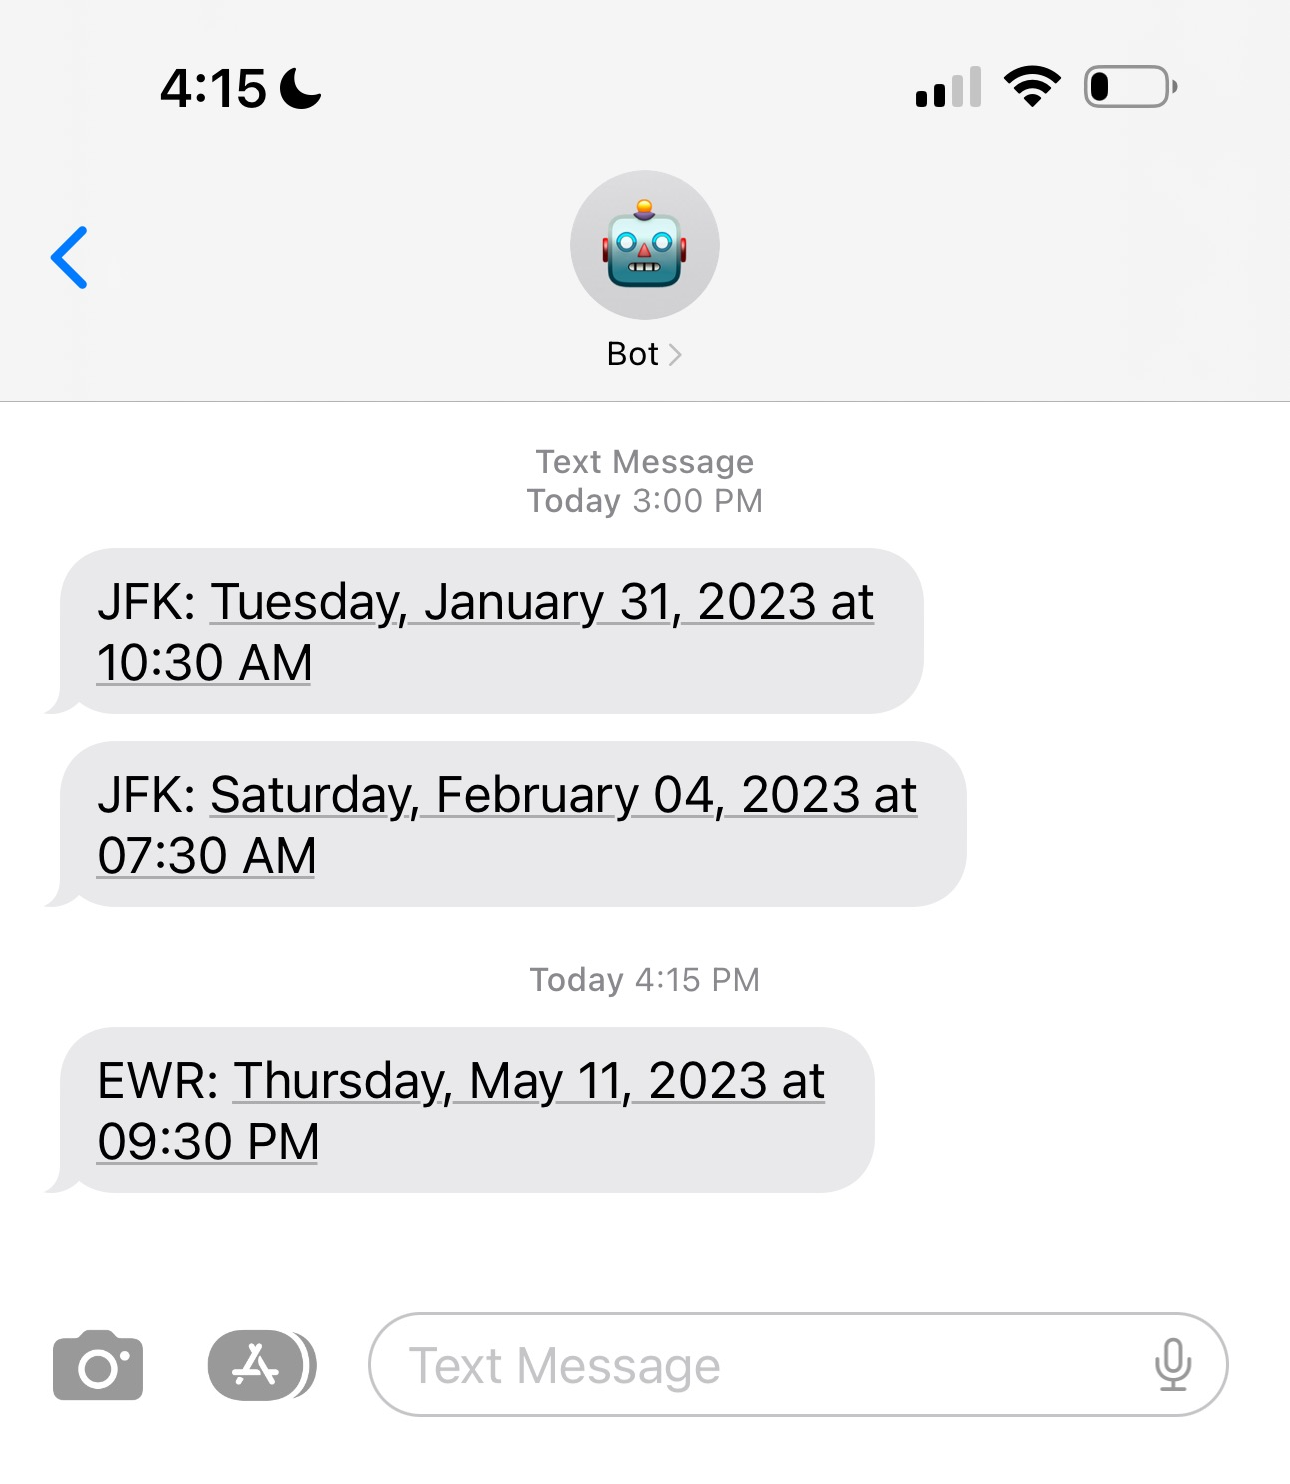 4:15
Bot
Text Message
Today 3:00 PM
JFK: Tuesday, January 31, 2023 at
10:30 AM
JFK: Saturday, February 04, 2023 at
07:30 AM
Today 4:15 PM
EWR: Thursday, May 11, 2023 at
09:30 PM
Text Message